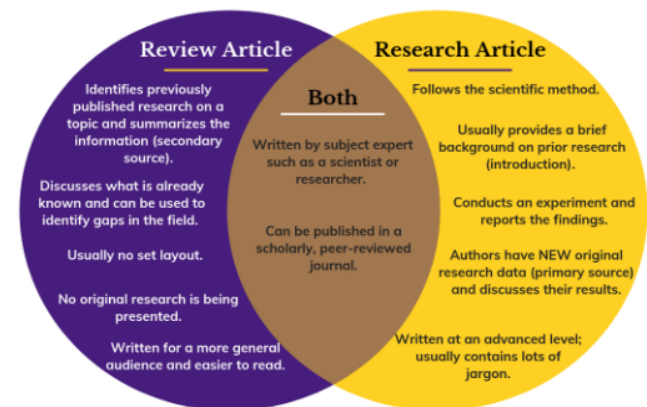 Review Article
Identifies previously
published research on a
topic and summarizes the
information (secondary
source).
Discusses what is already
known and can be used to
identify gaps in the field.
Usually no set layout.
No original research is being
presented.
Written for a more general
audience and easier to read.
Both
Written by subject expert
such as a scientist or
researcher.
Can be published in a
scholarly, peer-reviewed
journal.
Research Article
Follows the scientific method.
Usually provides a brief
background on prior research
(introduction).
Conducts an experiment and
reports the findings.
Authors have NEW original
research data (primary source)
and discusses their results.
Written at an advanced level;
usually contains lots of
jargon.